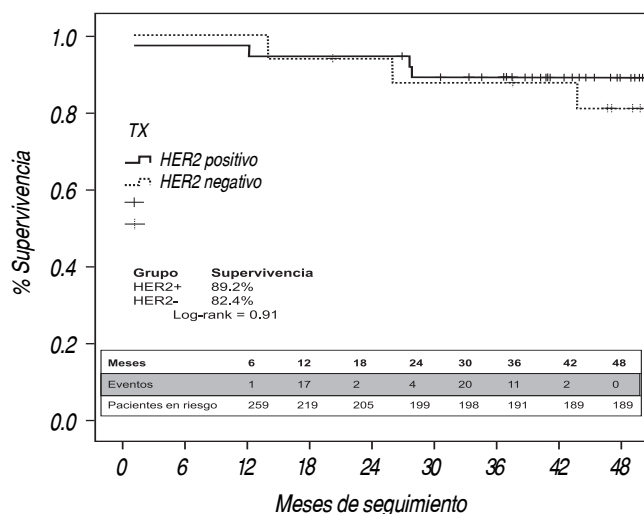 1.0
0.8
0.6
0.4
0.2
0.0
% Supervivencia
TX
HER2 positivo
HER2 negativo
Grupo Supervivencia
HER2+ 89.2%
HER2- 82.4%
Log-rank = 0.91
Meses 6 12 18 24 30 36 42 48
Eventos 1 17 2 4 20 11 2 0
Pacientes en riesgo 259 219 205 199 198 191 189 189
0 6 12 24 30 36 42 48
Meses de seguimiento